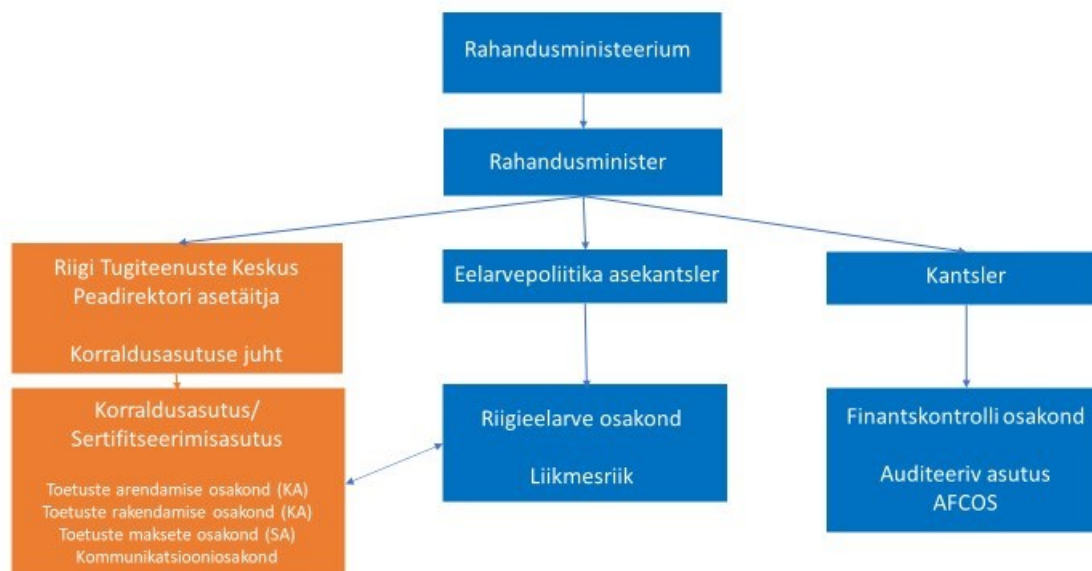 Rahandusministeerium
Rahandusminister
Riigi Tugiteenuste Keskus
Peadirektori asetäitja
Korraldusasutuse juht
Eelarvepoliitika asekantsler
Kantsler
Korraldusasutus/
Sertifitseerimisasutus
Toetuste arendamise osakond (KA)
Toetuste rakendamise osakond (KA)
Toetuste maksete osakond (SA)
Kommunikatsiooniosakond
Riigieelarve osakond
Liikmesriik
Finantskontrolli osakond
Auditeeriv asutus
AFCOS